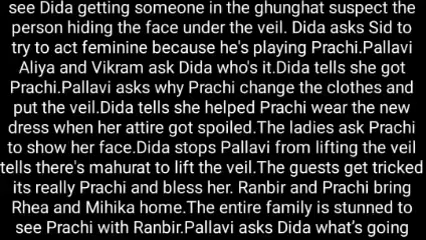 see Dida getting someone in the ghunghat suspect the
person hiding the face under the veil. Dida asks Sid to
try to act feminine because he's playing Prachi.Pallavi
Aliya and Vikram ask Dida who's it.Dida tells she got
Prachi.Pallavi asks why Prachi change the clothes and
put the veil.Dida tells she helped Prachi wear the new
dress when her attire got spoiled.The ladies ask Prachi
to show her face.Dida stops Pallavi from lifting the veil
tells there's mahurat to lift the veil.The guests get tricked
its really Prachi and bless her. Ranbir and Prachi bring
Rhea and Mihika home.The entire family is stunned to
see Prachi with Ranbir.Pallavi asks Dida what's going